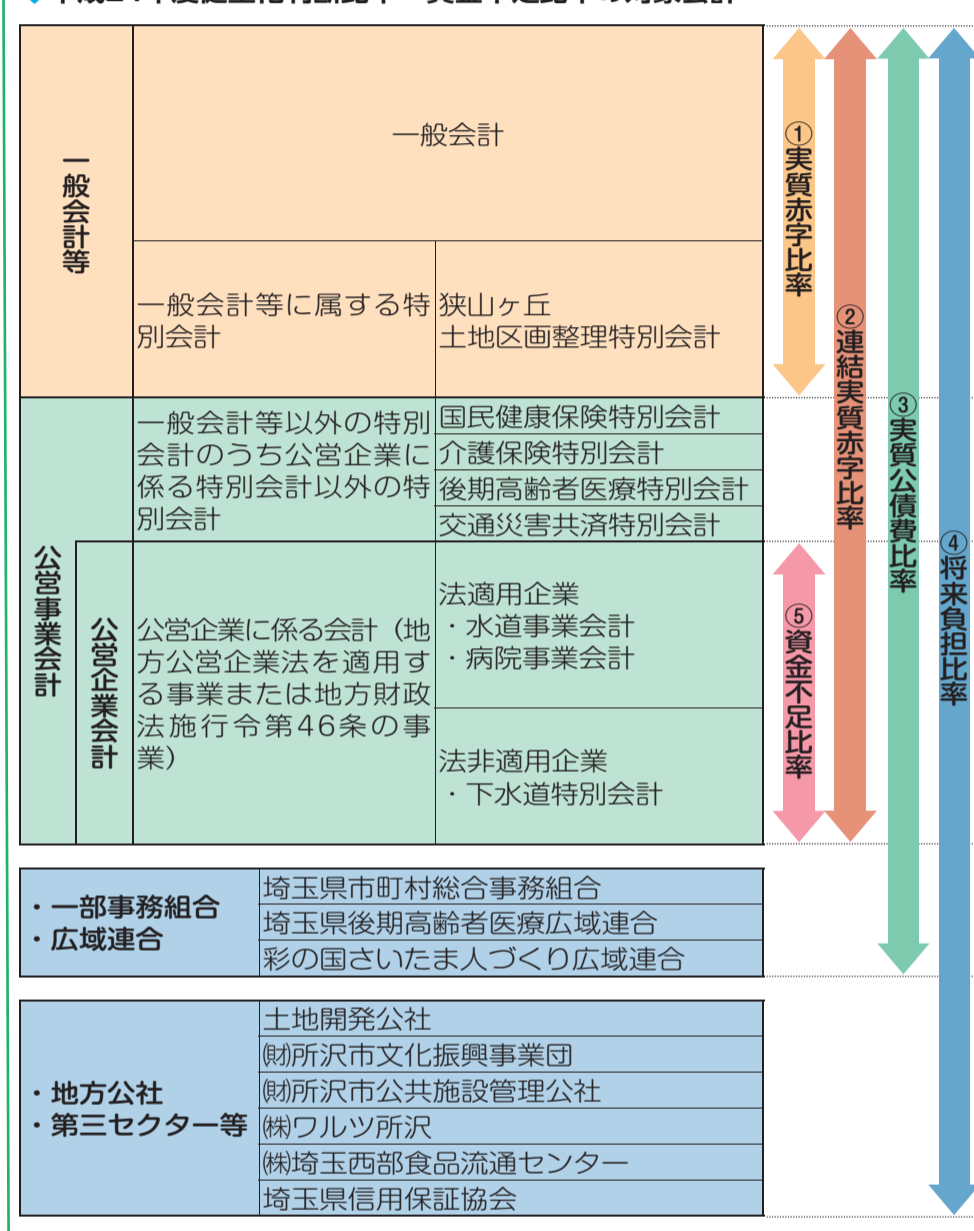 一般会計等
一般会計
一般会計等に属する特
別会計
狭山ヶ丘
土地区画整理特別会計
公営事業会計
一般会計等以外の特別
会計のうち公営企業に
係る特別会計以外の特
別会計
国民健康保険特別会計
介護保険特別会計
後期高齢者医療特別会計
交通災害共済特別会計
公営企業会計
公営企業に係る会計（地
方公営企業法を適用す
る事業または地方財政
法施行令第46条の事
業）
法適用企業
・水道事業会計
・病院事業会計
法非適用企業
・下水道特別会計
①実質赤字比率
②連結実質赤字比率
③実質公債費比率
④将来負担比率
⑤資金不足比率
・一部事務組合
・広域連合
埼玉県市町村総合事務組合
埼玉県後期高齢者医療広域連合
彩の国さいたま人づくり広域連合
・地方公社
・第三セクター等
土地開発公社
㈶所沢市文化振興事業団
㈶所沢市公共施設管理公社
㈱ワルツ所沢
㈱埼玉西部食品流通センター
埼玉県信用保証協会